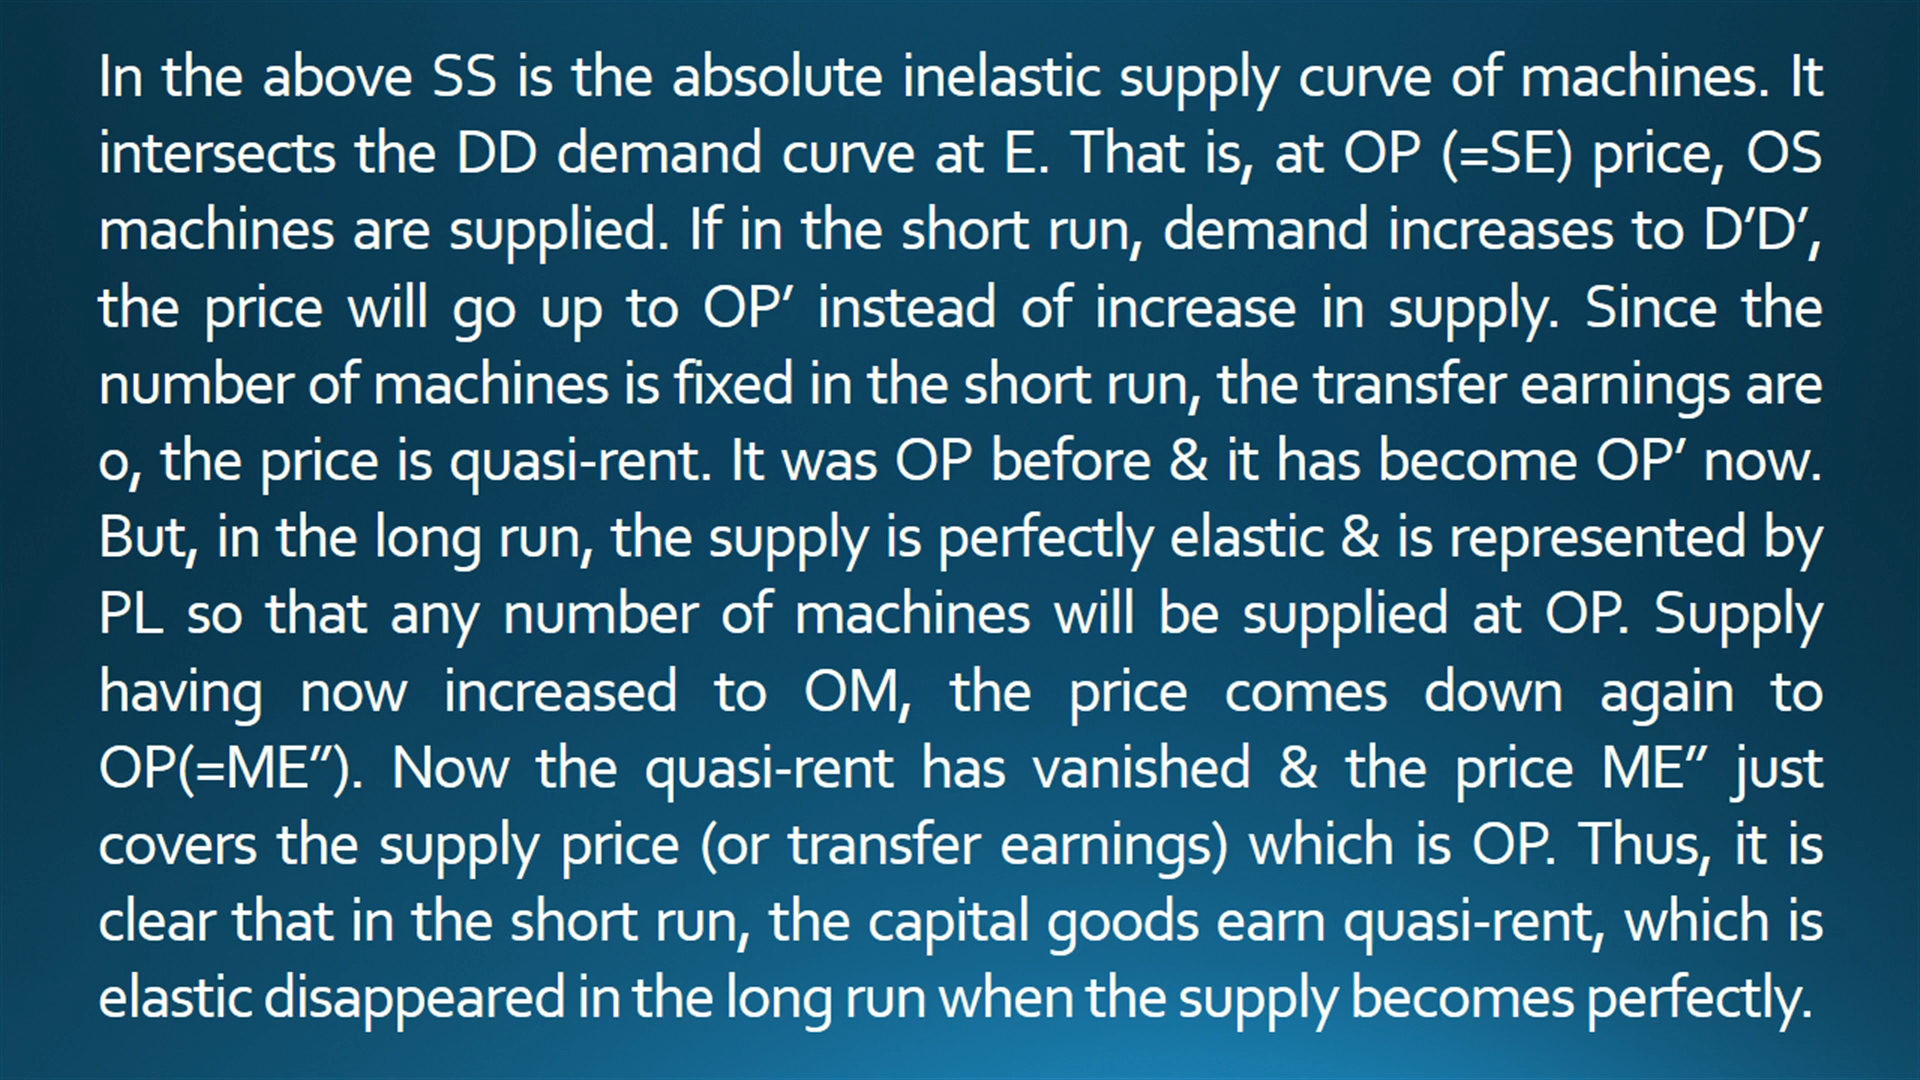 In the above SS is the absolute inelastic supply curve of machines. It
intersects the DD demand curve at E. That is, at OP (=SE) price, OS
machines are supplied. If in the short run, demand increases to D′D′,
the price will go up to OP′ instead of increase in supply. Since the
number of machines is fixed in the short run, the transfer earnings are
0, the price is quasi-rent. It was OP before & it has become OP′ now.
But, in the long run, the supply is perfectly elastic & is represented by
PL so that any number of machines will be supplied at OP. Supply
having now increased to OM, the price comes down again to
OP(=ME″). Now the quasi-rent has vanished & the price ME″ just
covers the supply price (or transfer earnings) which is OP. Thus, it is
clear that in the short run, the capital goods earn quasi-rent, which is
elastic disappeared in the long run when the supply becomes perfectly.